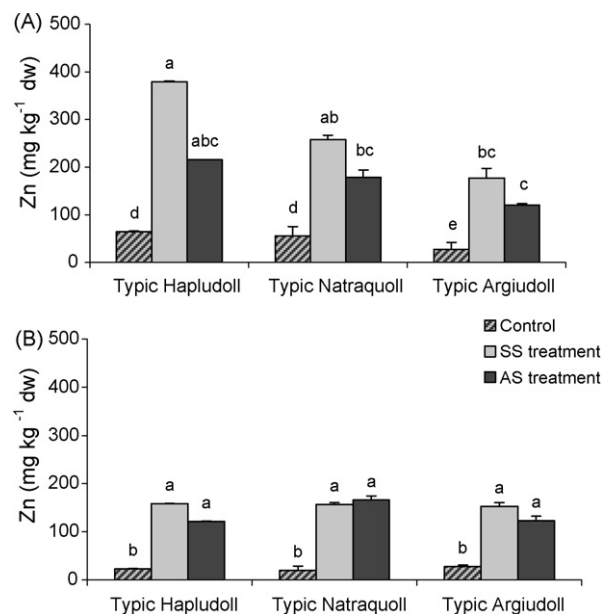 (A)
500
400
300
200
100
0
Zn (mg kg⁻¹ dw)
d
a
abc
d
ab
bc
e
bc
c
Typic Hapludoll
Typic Natraquoll
Typic Argiudoll
Control
SS treatment
AS treatment
(B)
500
400
300
200
100
0
Zn (mg kg⁻¹ dw)
b
a
a
b
a
a
b
a
a
Typic Hapludoll
Typic Natraquoll
Typic Argiudoll